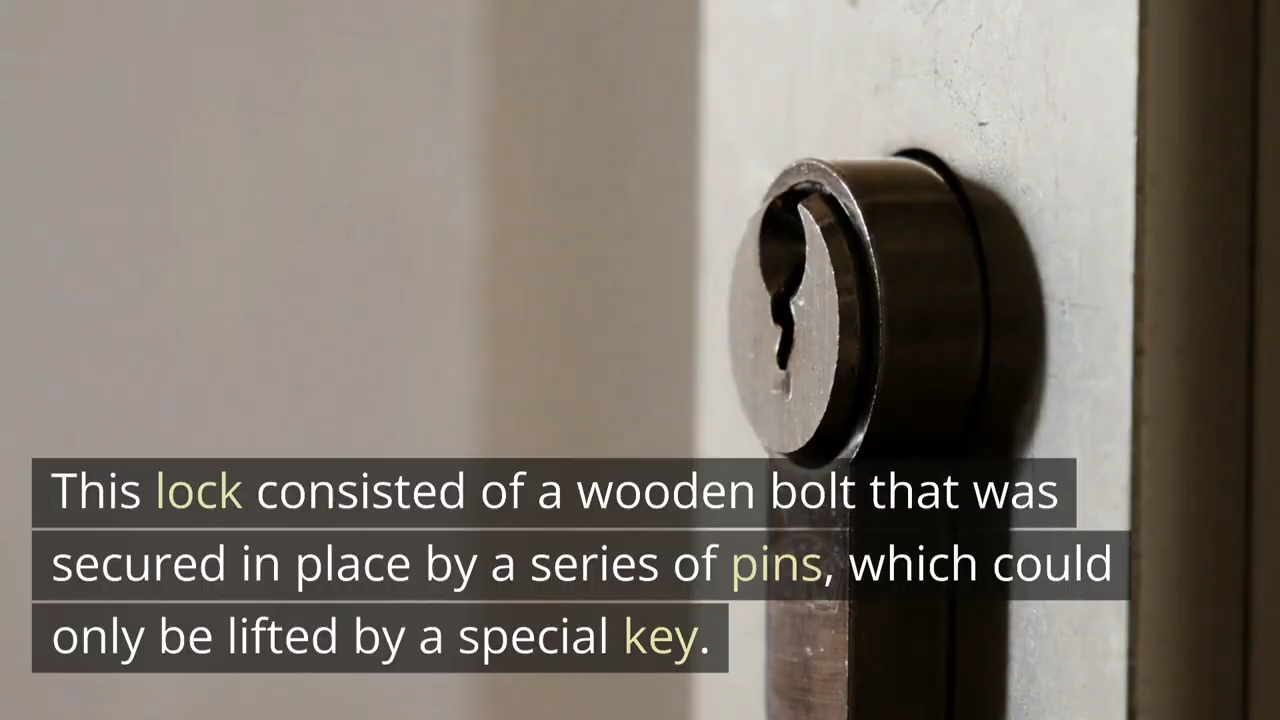 This lock consisted of a wooden bolt that was
secured in place by a series of pins, which could
only be lifted by a special key.